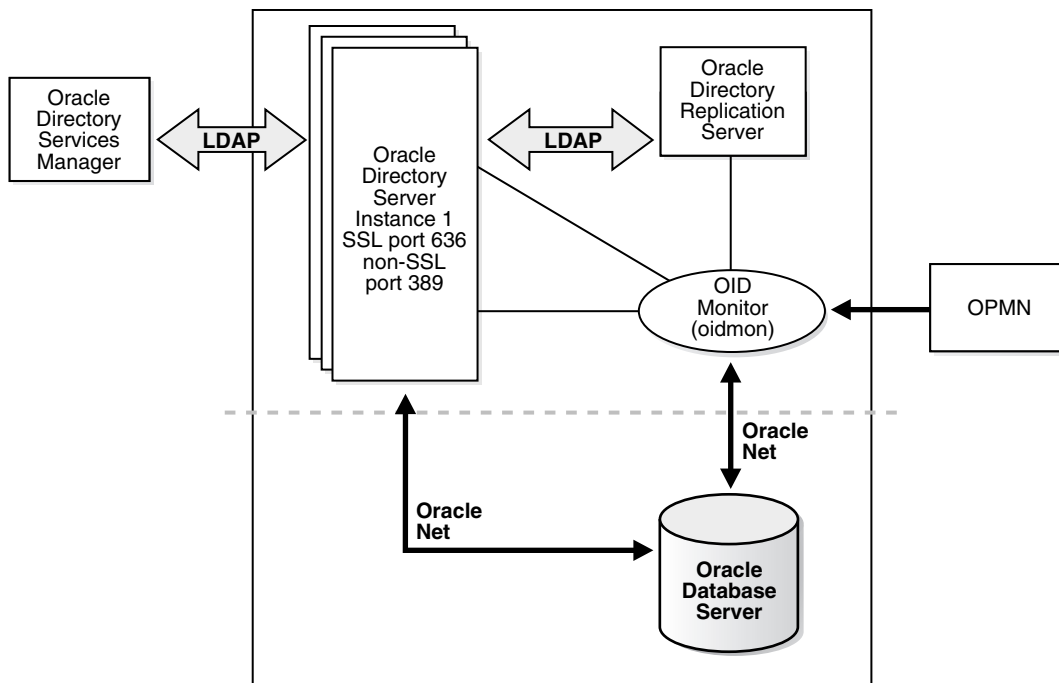 Oracle
Directory
Services
Manager
LDAP
Oracle
Directory
Server
Instance 1
SSL port 636
non-SSL
port 389
LDAP
Oracle
Directory
Replication
Server
OID
Monitor
(oidmon)
OPMN
Oracle
Net
Oracle
Net
Oracle
Database
Server